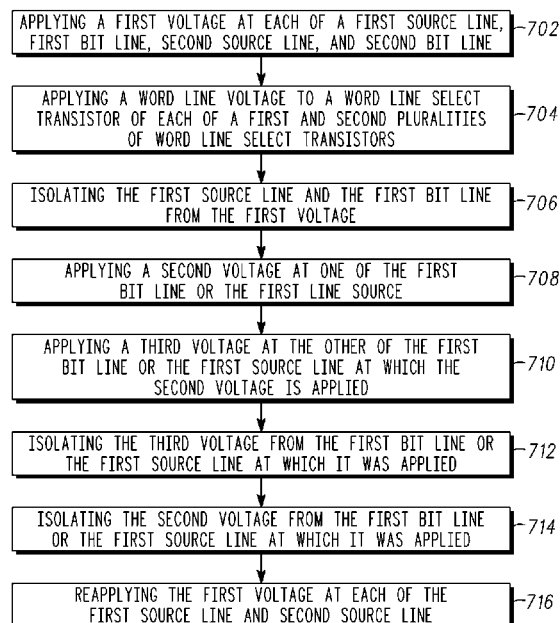 APPLYING A FIRST VOLTAGE AT EACH OF A FIRST SOURCE LINE,
FIRST BIT LINE, SECOND SOURCE LINE, AND SECOND BIT LINE
702
APPLYING A WORD LINE VOLTAGE TO A WORD LINE SELECT
TRANSISTOR OF EACH OF A FIRST AND SECOND PLURALITIES
OF WORD LINE SELECT TRANSISTORS
704
ISOLATING THE FIRST SOURCE LINE AND THE FIRST BIT LINE
FROM THE FIRST VOLTAGE
706
APPLYING A SECOND VOLTAGE AT ONE OF THE FIRST
BIT LINE OR THE FIRST LINE SOURCE
708
APPLYING A THIRD VOLTAGE AT THE OTHER OF THE FIRST
BIT LINE OR THE FIRST SOURCE LINE AT WHICH THE
SECOND VOLTAGE IS APPLIED
710
ISOLATING THE THIRD VOLTAGE FROM THE FIRST BIT LINE OR
THE FIRST SOURCE LINE AT WHICH IT WAS APPLIED
712
ISOLATING THE SECOND VOLTAGE FROM THE FIRST BIT LINE
OR THE FIRST SOURCE LINE AT WHICH IT WAS APPLIED
714
REAPPLYING THE FIRST VOLTAGE AT EACH OF THE
FIRST SOURCE LINE AND SECOND SOURCE LINE
716